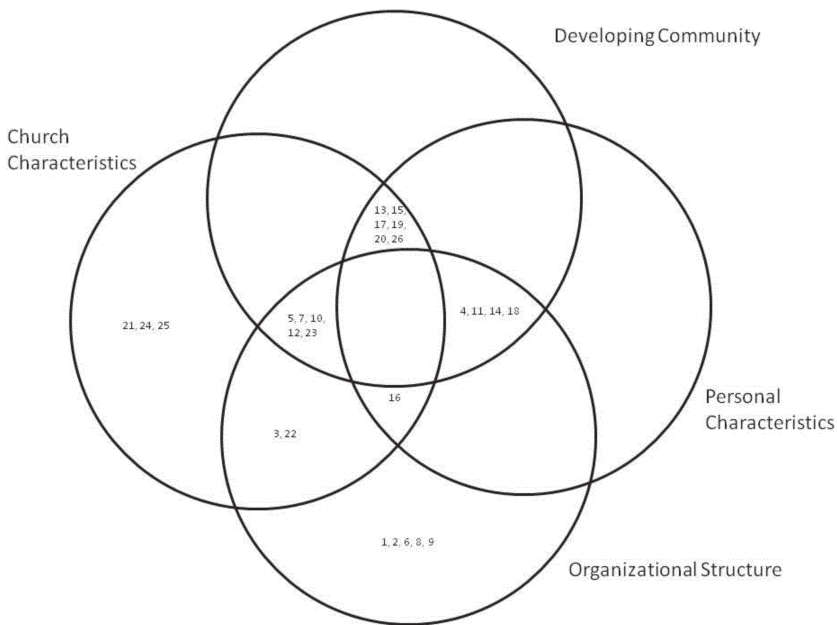 Developing Community
Church
Characteristics
13, 15,
17, 19,
20, 26
21, 24, 25
5, 7, 10,
12, 23
4, 11, 14, 18
16
Personal
Characteristics
3, 22
1, 2, 6, 8, 9
Organizational Structure